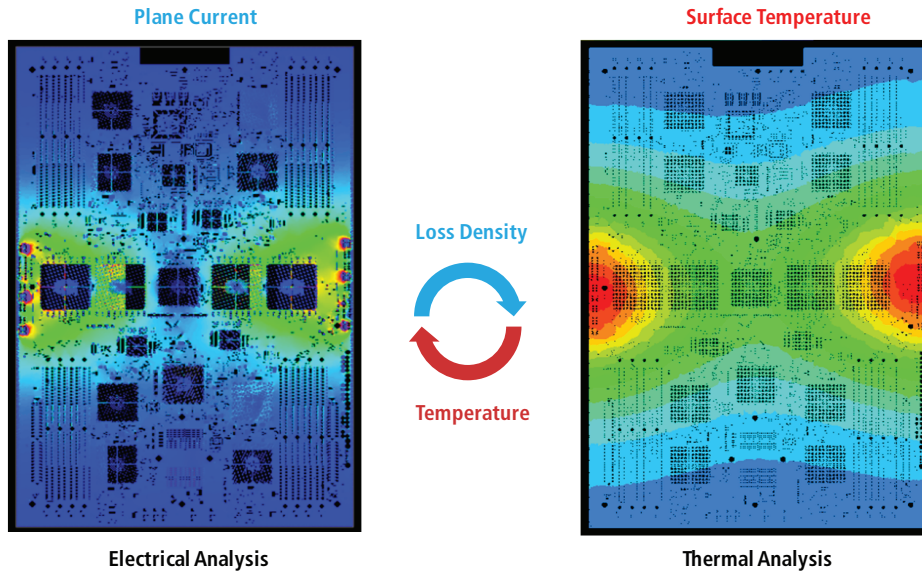 Plane Current
Surface Temperature
Loss Density
Temperature
Electrical Analysis
Thermal Analysis